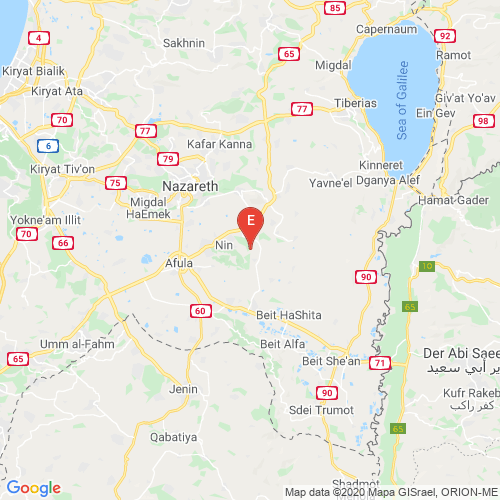 85
Capernaum
4
Sakhnin
92
70
65
Migdal
Ramot
Kiryat Bialik
Kiryat Ata
77
Tiberias
Sea of Galilee
Giv'at Yo'av
Ein Gev
98
70
77
6
Kafar Kanna
79
Kiryat Tiv'on
Kinneret
Dganya Alef
75
Nazareth
Yavne'el
Migdal
HaEmek
Hamat Gader
Yokne'am Illit
E
70
66
Nin
Afula
10
90
65
60
Beit HaShita
Umm al-Fahm
Beit Alfa
65
Beit She'an
71
Der Abi Saee
ير أبي سعيد
Jenin
90
Kufr Rakeb
كفر راكب
Sdei Trumot
65
Qabatiya
Shadmot
Mehola
Google
Map data ©2020 Mapa GISrael, ORION-ME